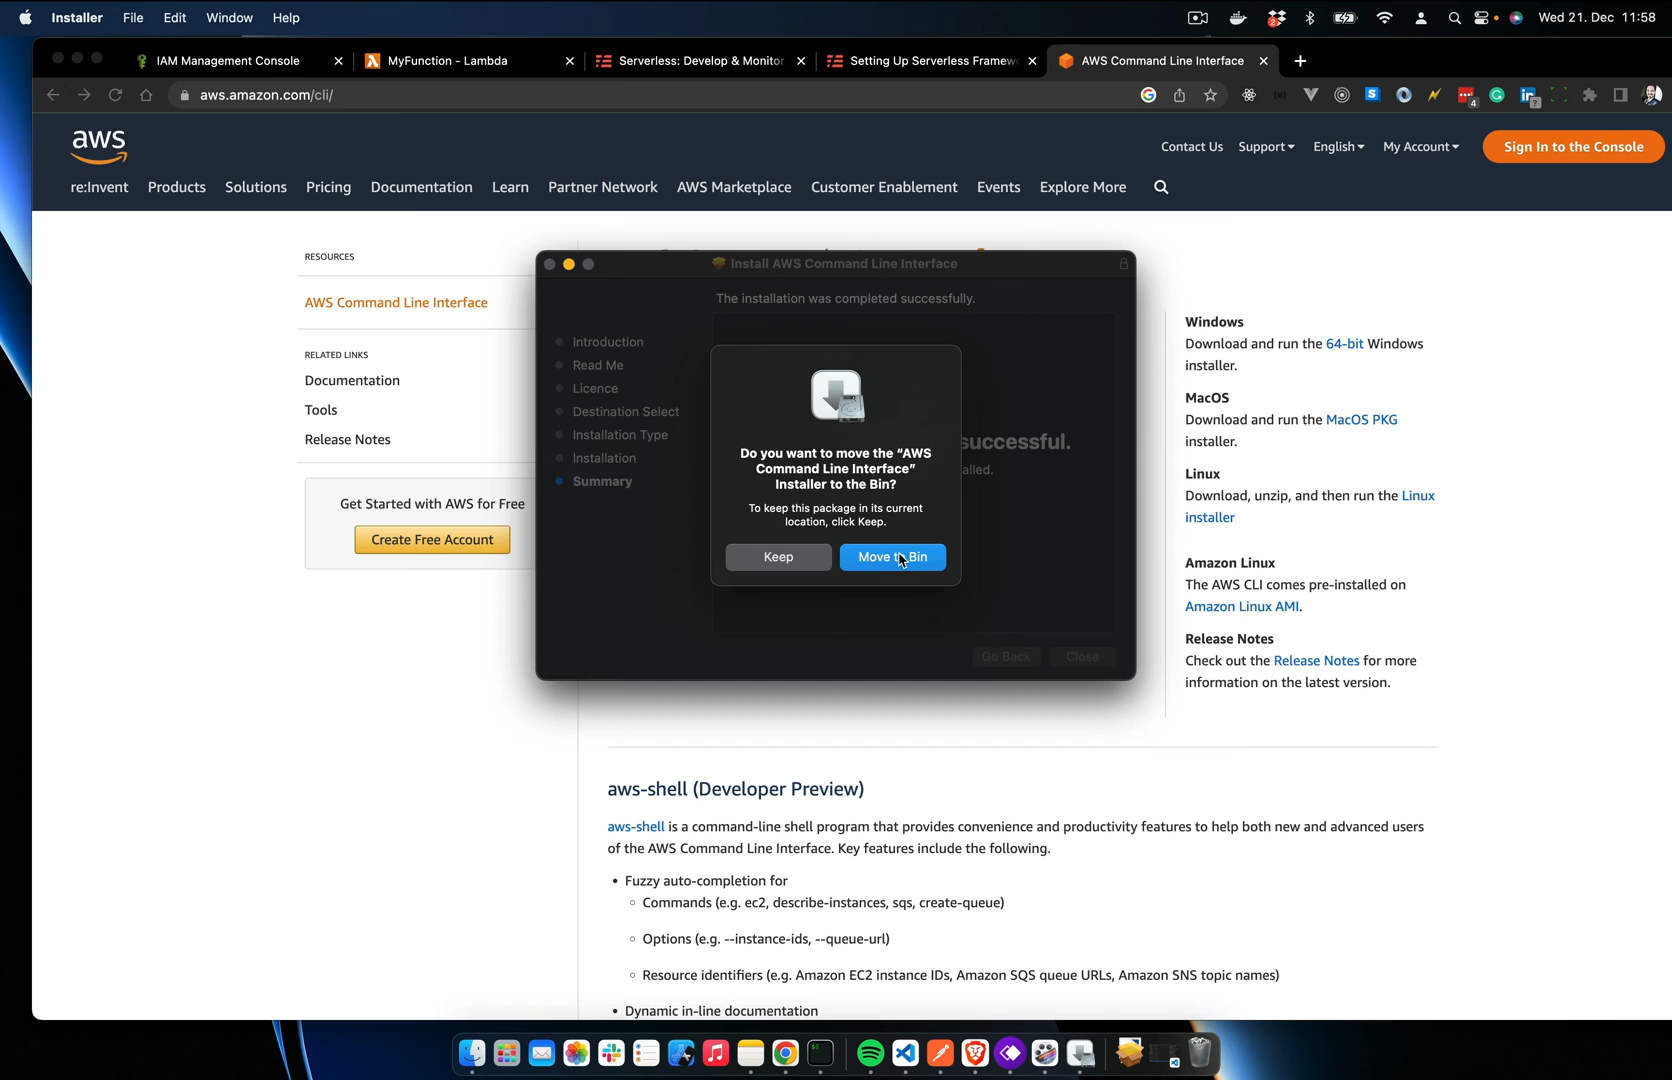 Installer File Edit Window Help
Wed 21. Dec 11:58
IAM Management Console
MyFunction - Lambda
Serverless: Develop & Monitor
Setting Up Serverless Framew
AWS Command Line Interface
aws.amazon.com/cli/
aws
Contact Us Support English My Account Sign In to the Console
re:Invent Products Solutions Pricing Documentation Learn Partner Network AWS Marketplace Customer Enablement Events Explore More
RESOURCES
AWS Command Line Interface
RELATED LINKS
Documentation
Tools
Release Notes
Get Started with AWS for Free
Create Free Account
Install AWS Command Line Interface
The installation was completed successfully.
Introduction
Read Me
Licence
Destination Select
Installation Type
Installation
Summary
successful.
alled.
Do you want to move the “AWS
Command Line Interface”
Installer to the Bin?
To keep this package in its current
location, click Keep.
Keep
Move to Bin
Go Back
Close
Windows
Download and run the 64-bit Windows
installer.
MacOS
Download and run the MacOS PKG
installer.
Linux
Download, unzip, and then run the Linux
installer
Amazon Linux
The AWS CLI comes pre-installed on
Amazon Linux AMI.
Release Notes
Check out the Release Notes for more
information on the latest version.
aws-shell (Developer Preview)
aws-shell is a command-line shell program that provides convenience and productivity features to help both new and advanced users
of the AWS Command Line Interface. Key features include the following.
• Fuzzy auto-completion for
Commands (e.g. ec2, describe-instances, sqs, create-queue)
Options (e.g. --instance-ids, --queue-url)
Resource identifiers (e.g. Amazon EC2 instance IDs, Amazon SQS queue URLs, Amazon SNS topic names)
• Dynamic in-line documentation